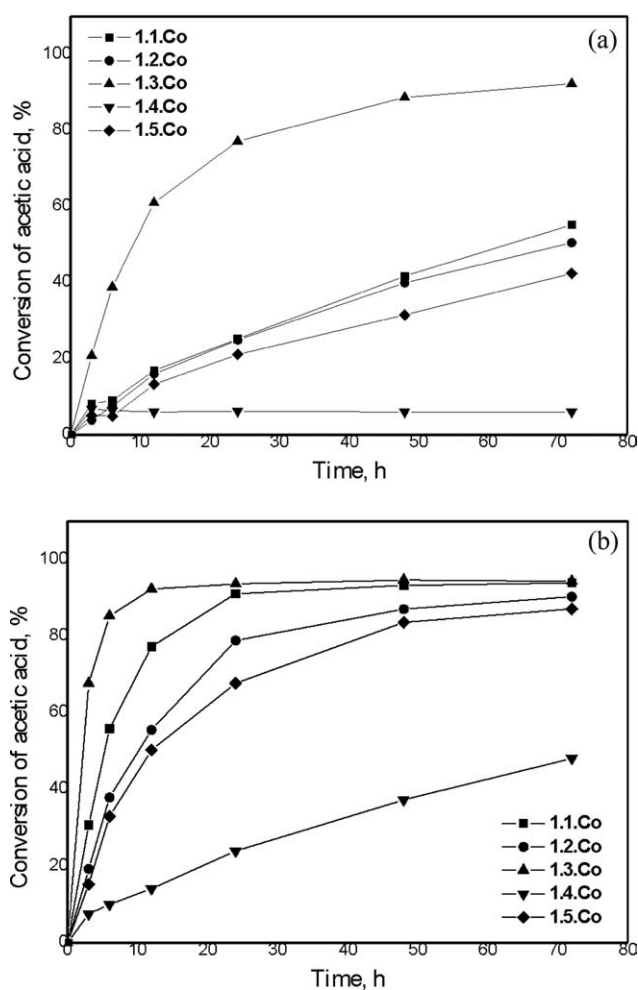 (a)
1.1.Co
1.2.Co
1.3.Co
1.4.Co
1.5.Co
Conversion of acetic acid, %
100
80
60
40
20
0
0 10 20 30 40 50 60 70 80
Time, h
(b)
Conversion of acetic acid, %
100
80
60
40
20
0
1.1.Co
1.2.Co
1.3.Co
1.4.Co
1.5.Co
0 10 20 30 40 50 60 70 80
Time, h